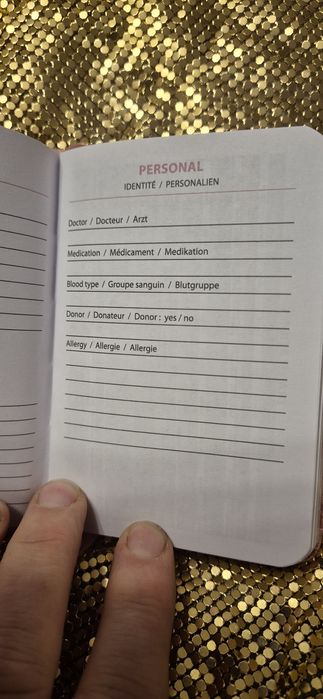 PERSONAL
IDENTITÉ / PERSONALIEN
Doctor / Docteur / Arzt
Medication / Médicament / Medikation
Blood type / Groupe sanguin / Blutgruppe
Donor / Donateur / Donor : yes / no
Allergy / Allergie / Allergie